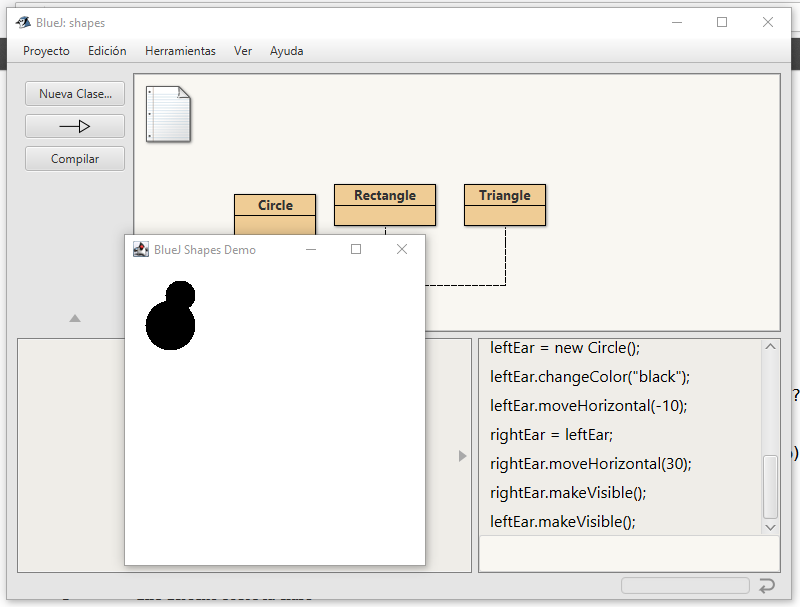 BlueJ: shapes
Proyecto Edición Herramientas Ver Ayuda
Nueva Clase...
Compilar
Circle
Rectangle
Triangle
BlueJ Shapes Demo
leftEar = new Circle();
leftEar.changeColor("black");
leftEar.moveHorizontal(-10);
rightEar = leftEar;
rightEar.moveHorizontal(30);
rightEar.makeVisible();
leftEar.makeVisible();
?
)